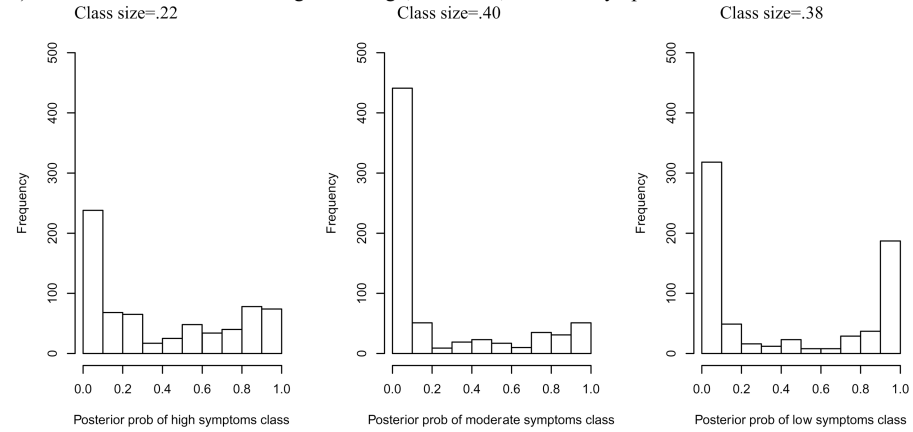 Class size=.22
Class size=.40
Class size=.38
500
400
300
200
100
0
Frequency
0.0 0.2 0.4 0.6 0.8 1.0
Posterior prob of high symptoms class
500
400
300
200
100
0
Frequency
0.0 0.2 0.4 0.6 0.8 1.0
Posterior prob of moderate symptoms class
500
400
300
200
100
0
Frequency
0.0 0.2 0.4 0.6 0.8 1.0
Posterior prob of low symptoms class